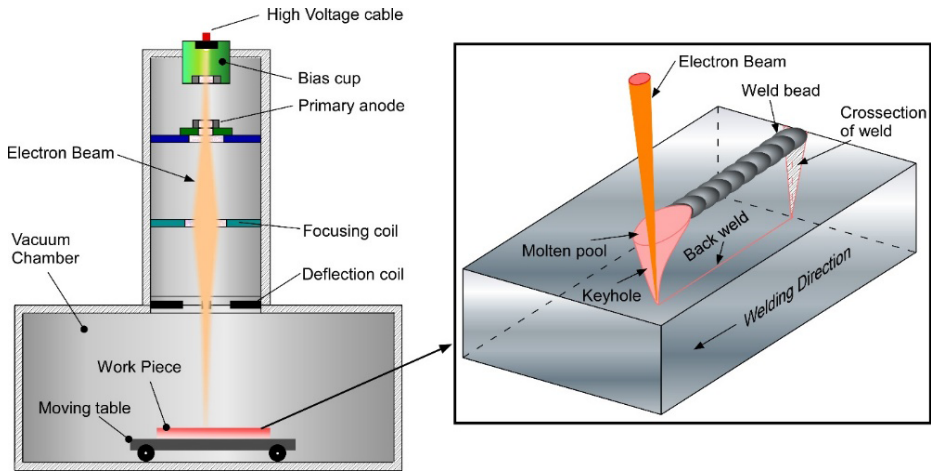 High Voltage cable
Bias cup
Primary anode
Electron Beam
Focusing coil
Vacuum
Chamber
Deflection coil
Work Piece
Moving table
Electron Beam
Weld bead
Crossection
of weld
Molten pool
Back weld
Keyhole
Welding Direction